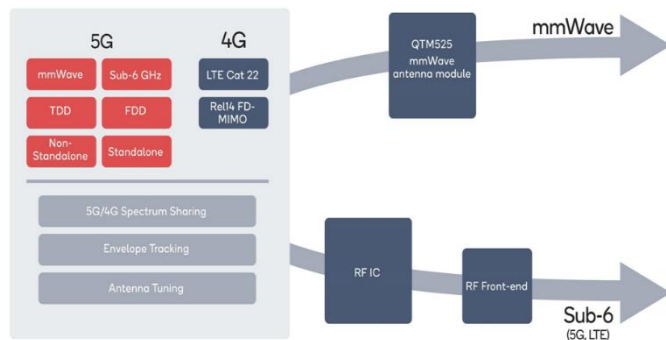 5G
4G
mmWave
Sub-6 GHz
LTE Cat 22
TDD
FDD
Rel14 FD-
MIMO
Non-
Standalone
Standalone
5G/4G Spectrum Sharing
Envelope Tracking
Antenna Tuning
QTM525
mmWave
antenna module
mmWave
RF IC
RF Front-end
Sub-6
(5G, LTE)